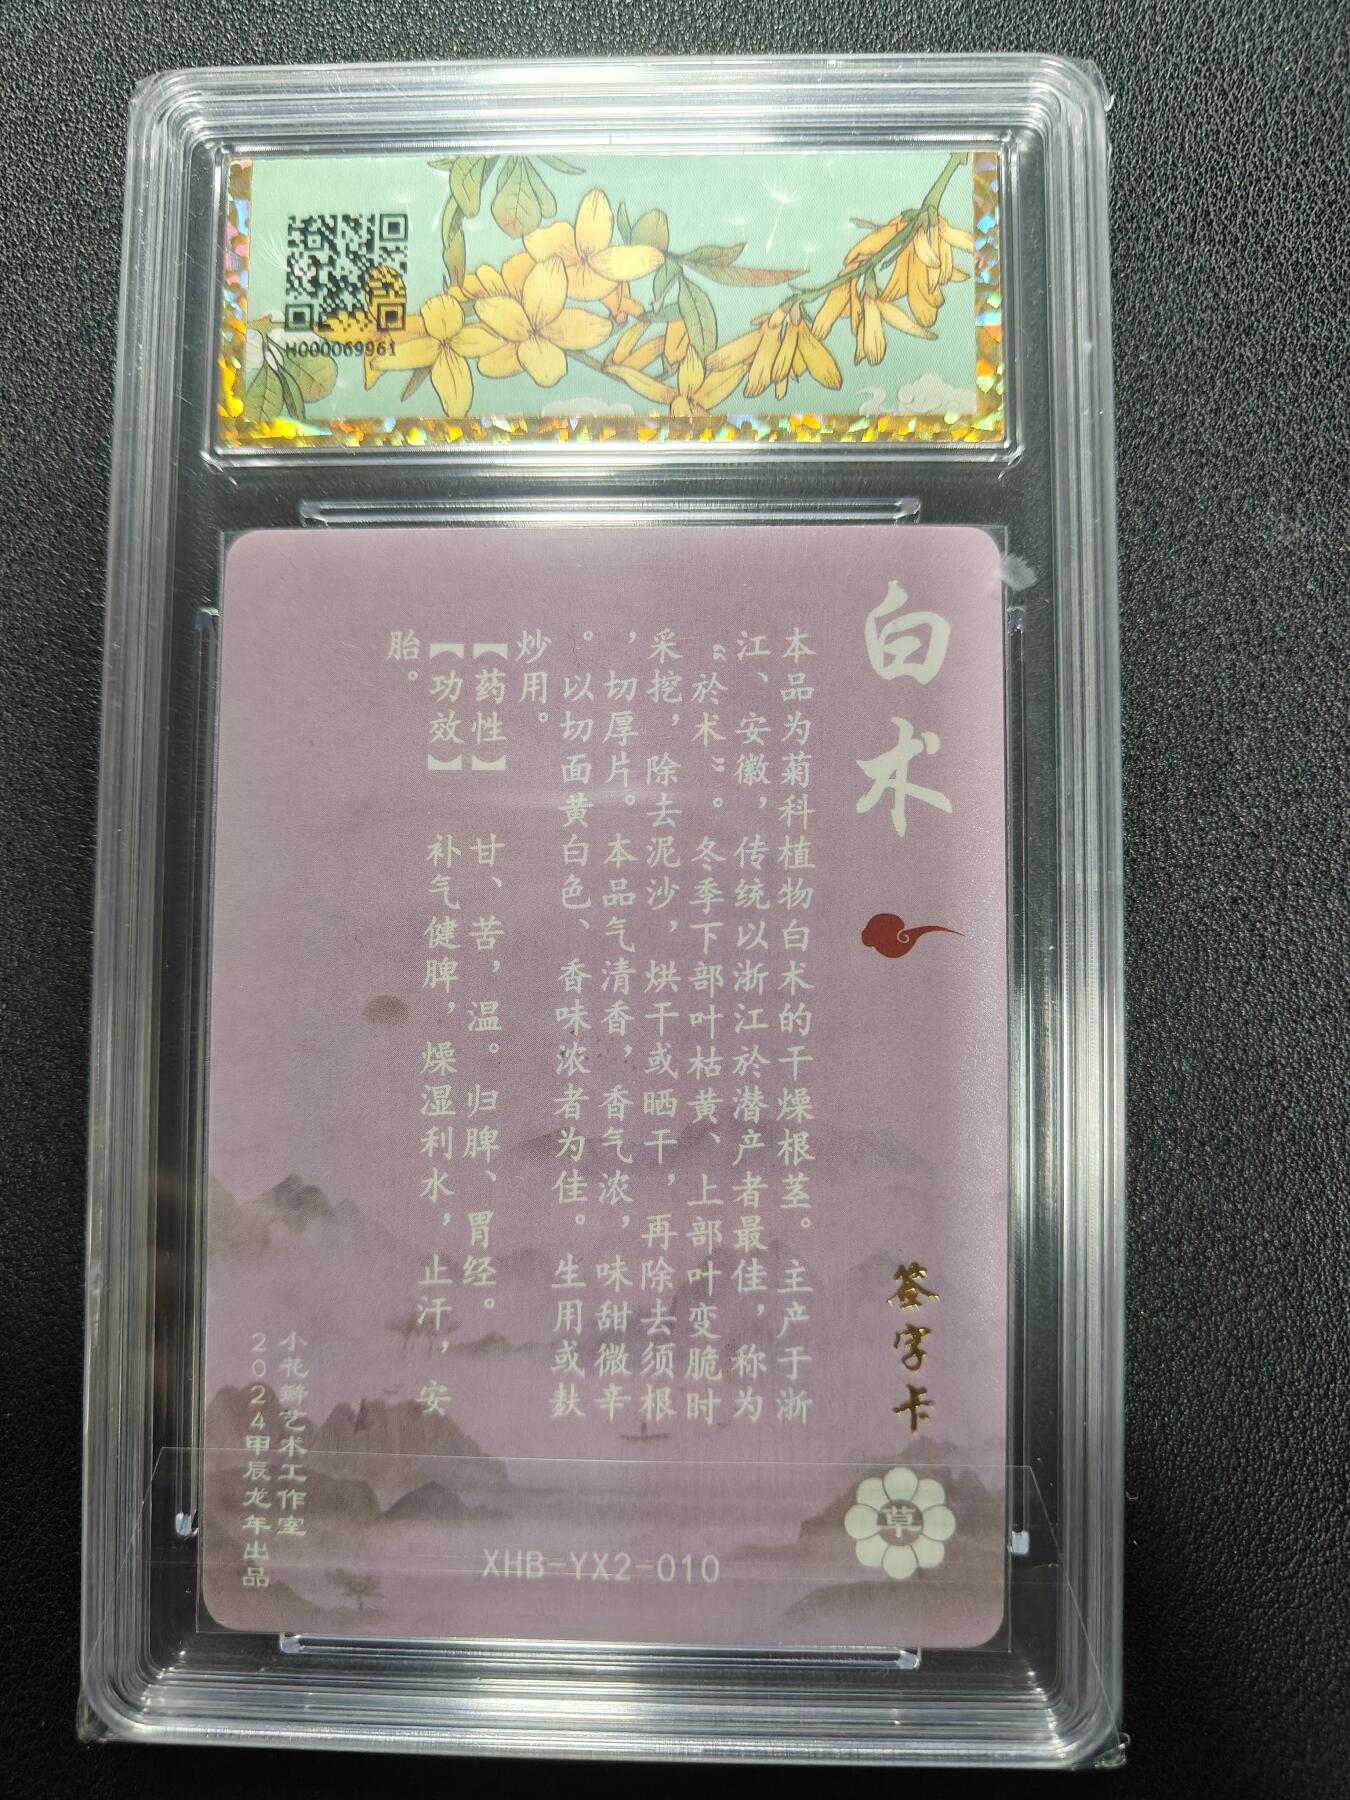 H000069961
白术
签字卡
草
本品为菊科植物白术的干燥根茎。主产于浙
江、安徽，传统以浙江於潜产者最佳，称为
“於术”。冬季下部叶枯黄、上部叶变脆时
采挖，除去泥沙，烘干或晒干，再除去须根
，切厚片。本品气清香，香气浓，味甜微辛
。以切面黄白色、香味浓者为佳。生用或麸
炒用。
【药性】 甘、苦，温。归脾、胃经。
【功效】 补气健脾，燥湿利水，止汗，安
胎。
小花瓣艺术工作室
2024甲辰龙年出品
XHB-YX2-010